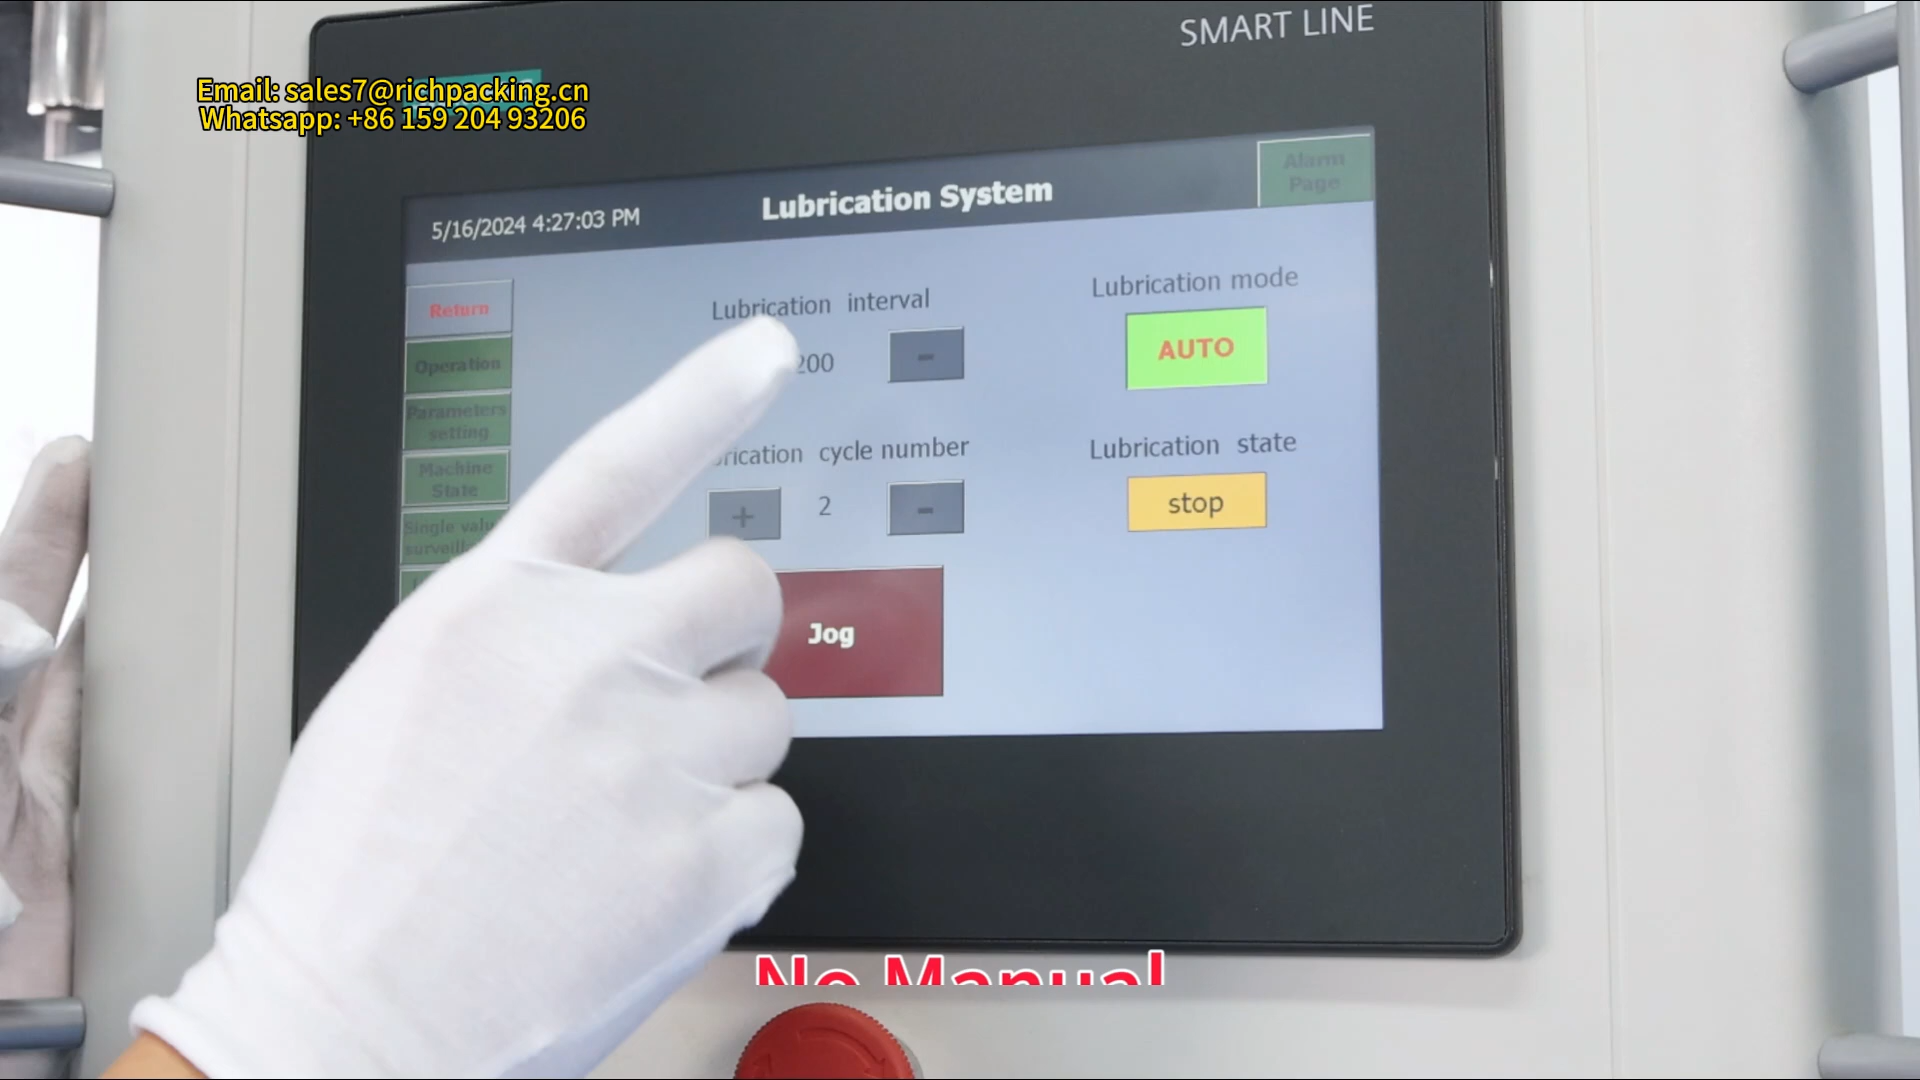 SMART LINE
Email: sales7@richpacking.cn
Whatsapp: +86 159 204 93206
Alarm
Page
Lubrication System
5/16/2024 4:27:03 PM
Return
Operation
Parameters
setting
Machine
State
Single
Lubrication interval
200
-
cycle number
+
2
-
Jog
Lubrication mode
AUTO
Lubrication state
stop
No Manual